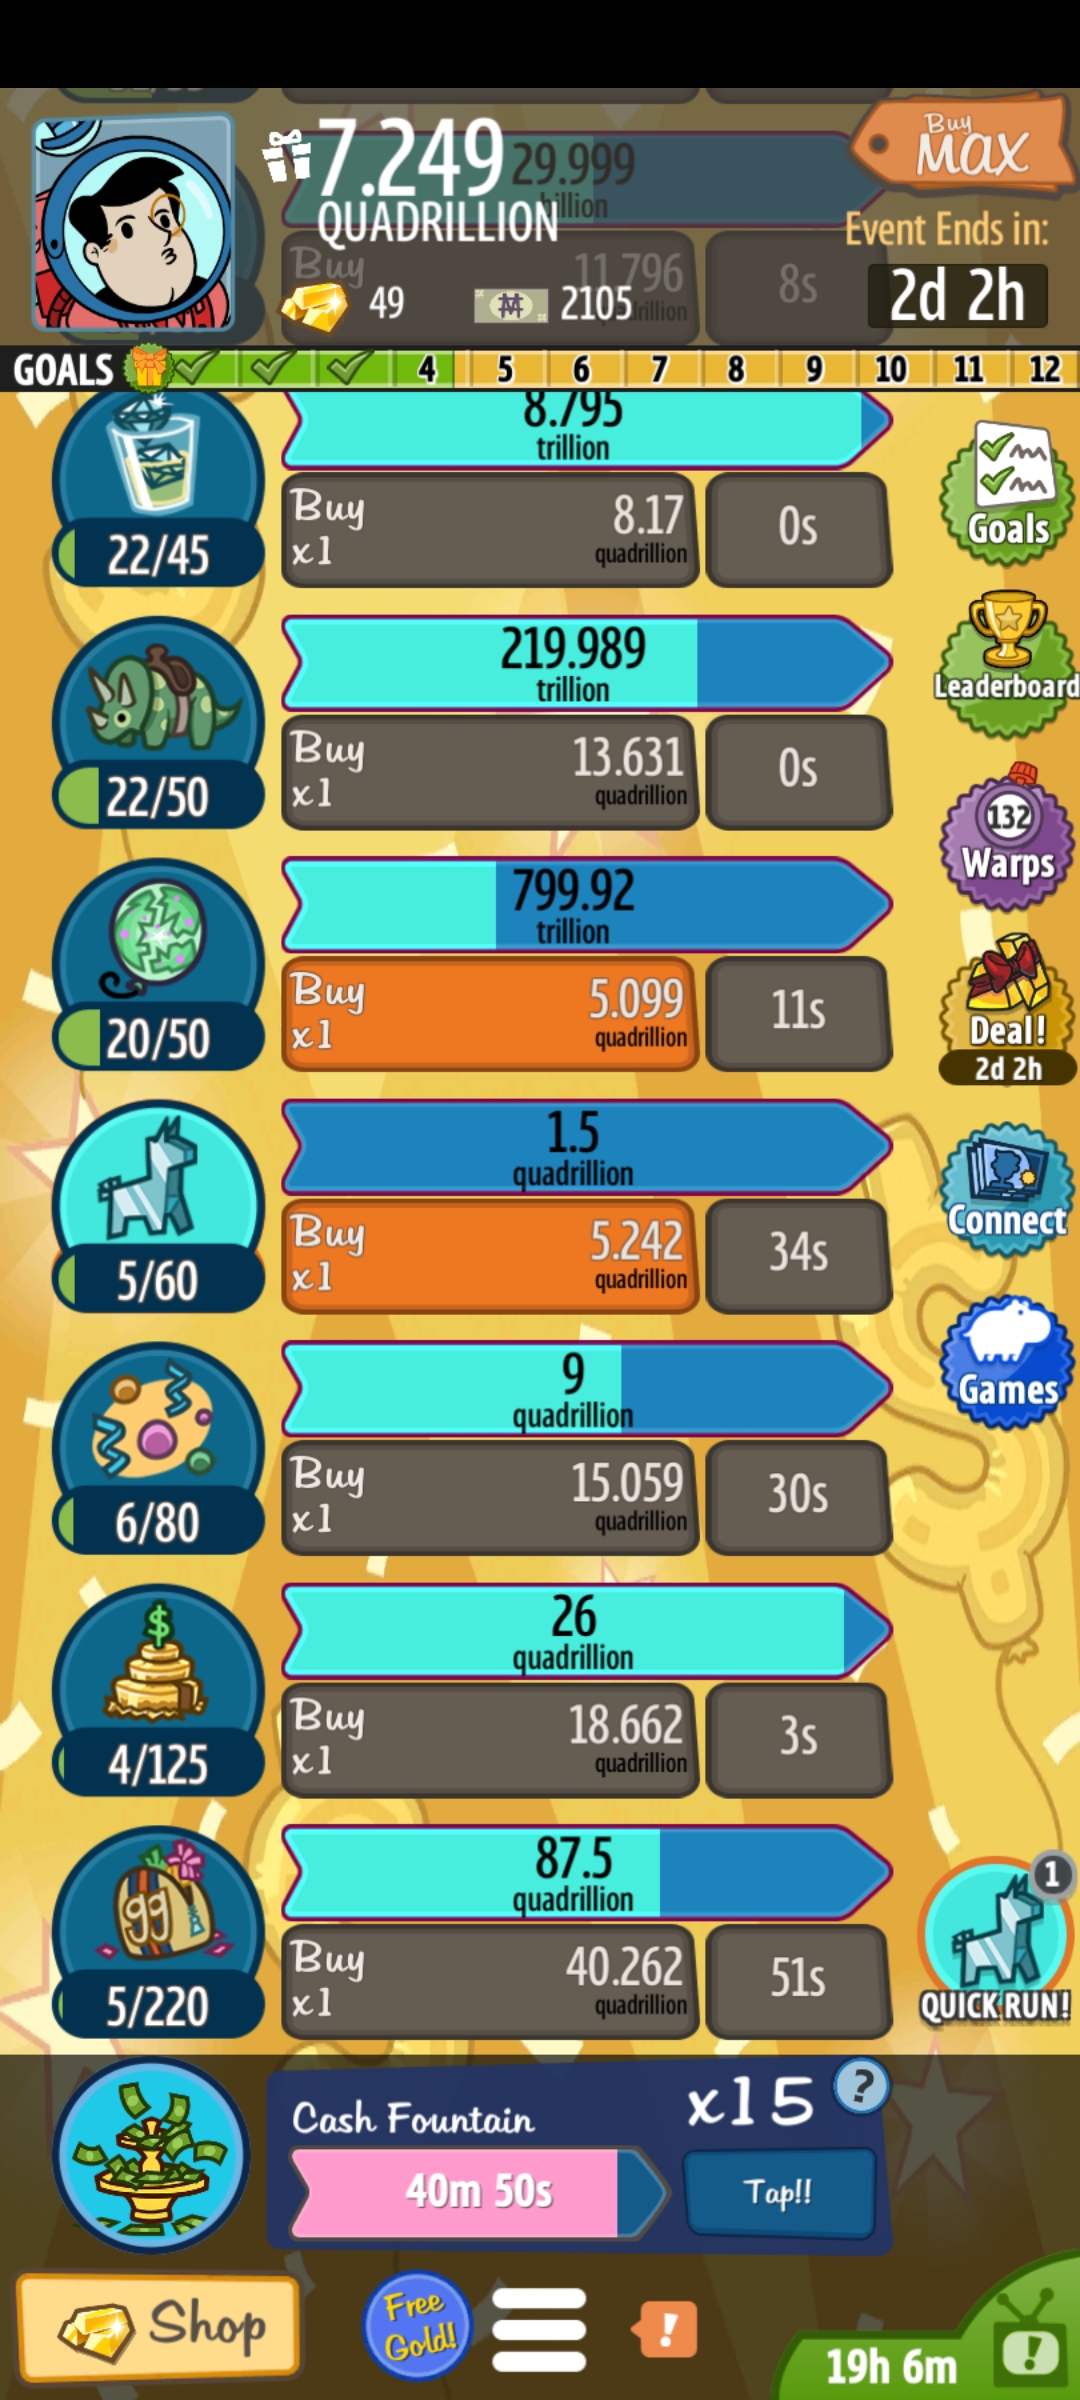 7.249
QUADRILLION
29.999
Buy
MAX
Event Ends in:
2d 2h
Buy
11.796
8s
49
2105
GOALS 4 5 6 7 8 9 10 11 12
8.795
trillion
Buy
x1
8.17
quadrillion
0s
22/45
Goals
219.989
trillion
Buy
x1
13.631
quadrillion
0s
22/50
Leaderboard
799.92
trillion
Buy
x1
5.099
quadrillion
11s
20/50
132
Warps
Deal!
2d 2h
1.5
quadrillion
Buy
x1
5.242
quadrillion
34s
5/60
Connect
9
quadrillion
Buy
x1
15.059
quadrillion
30s
6/80
Games
26
quadrillion
Buy
x1
18.662
quadrillion
3s
$
4/125
87.5
quadrillion
Buy
x1
40.262
quadrillion
51s
gg
5/220
1
QUICK RUN!
Cash Fountain
x15
?
40m 50s
Tap!!
Shop
Free
Gold!
!
19h 6m
!